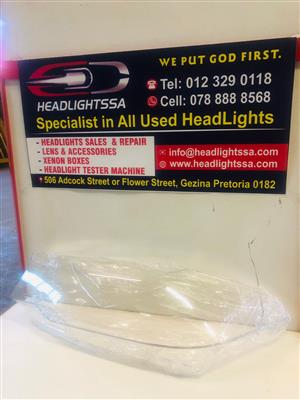 WE PUT GOD FIRST.
Tel: 012 329 0118
Cell: 078 888 8568
HEADLIGHTSSA
Specialist in All Used HeadLights
- HEADLIGHTS SALES & REPAIR
- LENS & ACCESSORIES
- XENON BOXES
- HEADLIGHT TESTER MACHINE
info@headlightssa.com
www.headlightssa.com
506 Adcock Street or Flower Street, Gezina Pretoria 0182